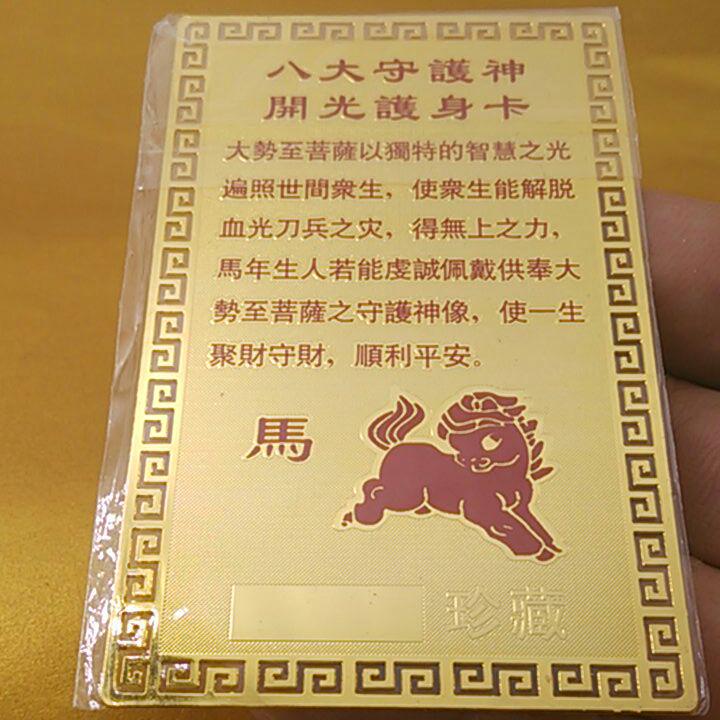 八大守護神
開光護身卡
大勢至菩薩以獨特的智慧之光
遍照世間衆生，使衆生能解脱
血光刀兵之灾，得無上之力，
馬年生人若能虔誠佩戴供奉大
勢至菩薩之守護神像，使一生
聚財守財，順利平安。
馬
珍藏